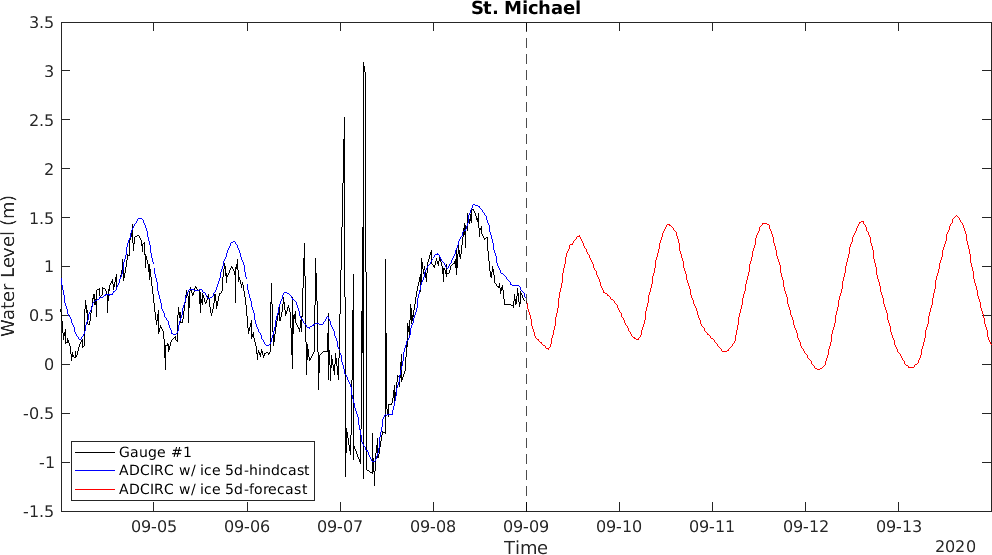 St. Michael
3.5
3
2.5
2
1.5
1
0.5
0
-0.5
-1
-1.5
Water Level (m)
Gauge #1
ADCIRC w/ ice 5d-hindcast
ADCIRC w/ ice 5d-forecast
09-05 09-06 09-07 09-08 09-09 09-10 09-11 09-12 09-13
Time
2020